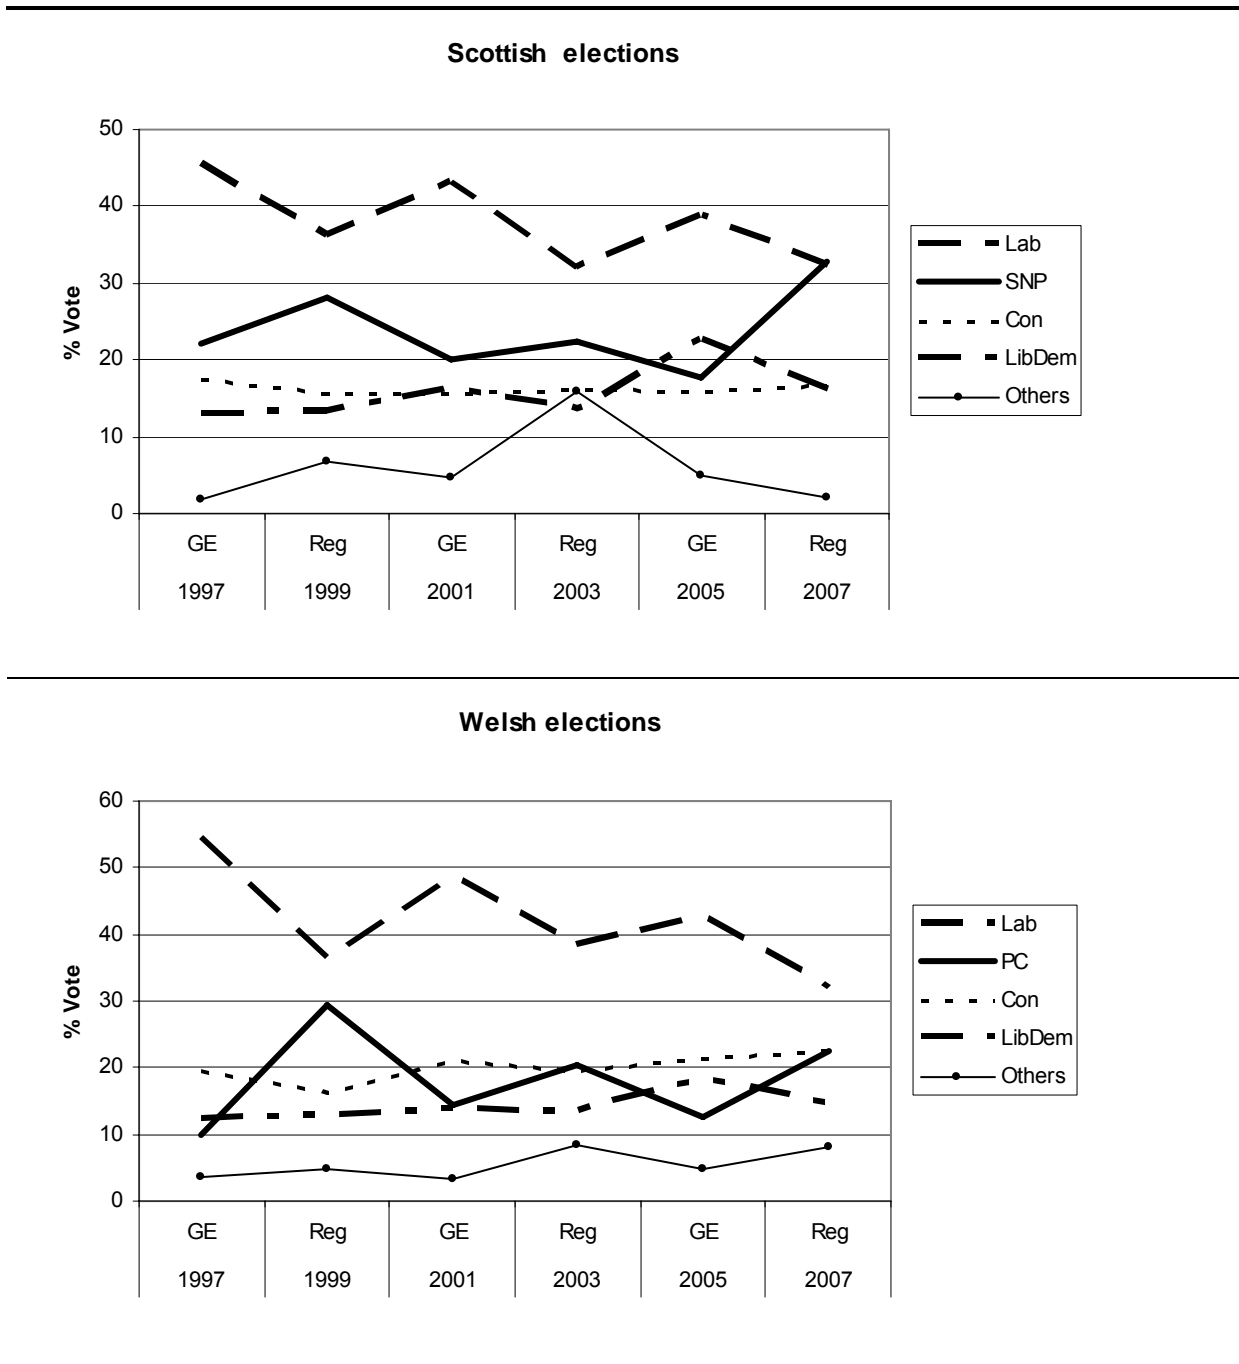 Scottish elections
50
40
30
20
10
0
% Vote
GE Reg GE Reg GE Reg
1997 1999 2001 2003 2005 2007
Lab
SNP
Con
LibDem
Others
Welsh elections
60
50
40
30
20
10
0
% Vote
GE Reg GE Reg GE Reg
1997 1999 2001 2003 2005 2007
Lab
PC
Con
LibDem
Others